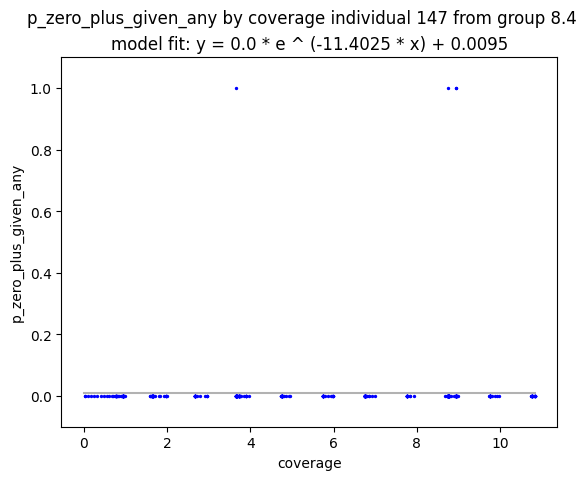 p_zero_plus_given_any by coverage individual 147 from group 8.4
model fit: y = 0.0 * e ^ (-11.4025 * x) + 0.0095
1.0
0.8
0.6
0.4
0.2
0.0
p_zero_plus_given_any
0 2 4 6 8 10
coverage